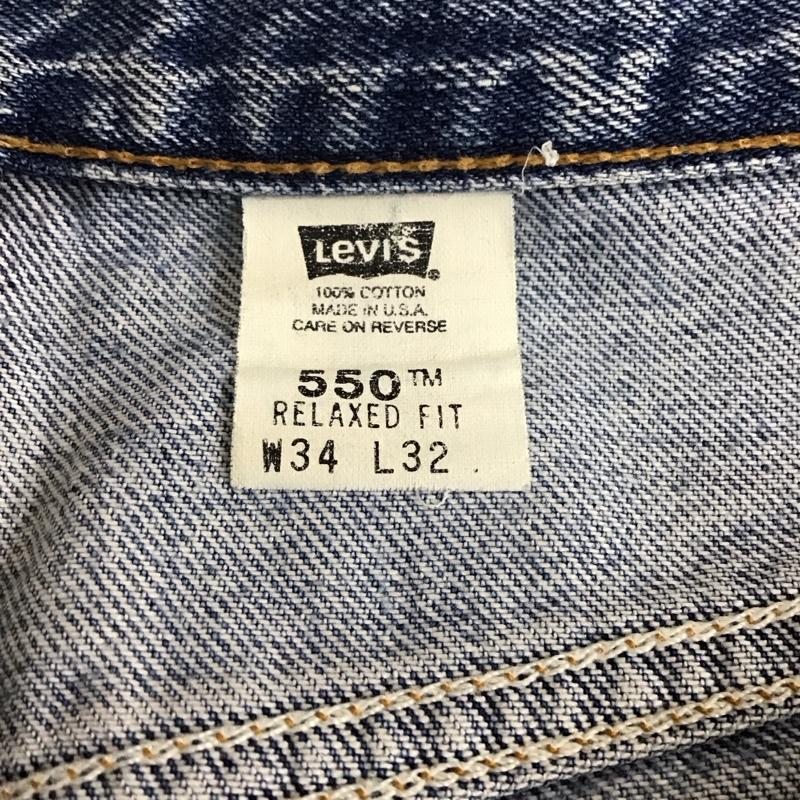 Levi's®
100% COTTON
MADE IN U.S.A.
CARE ON REVERSE
550™
RELAXED FIT
W34 L32